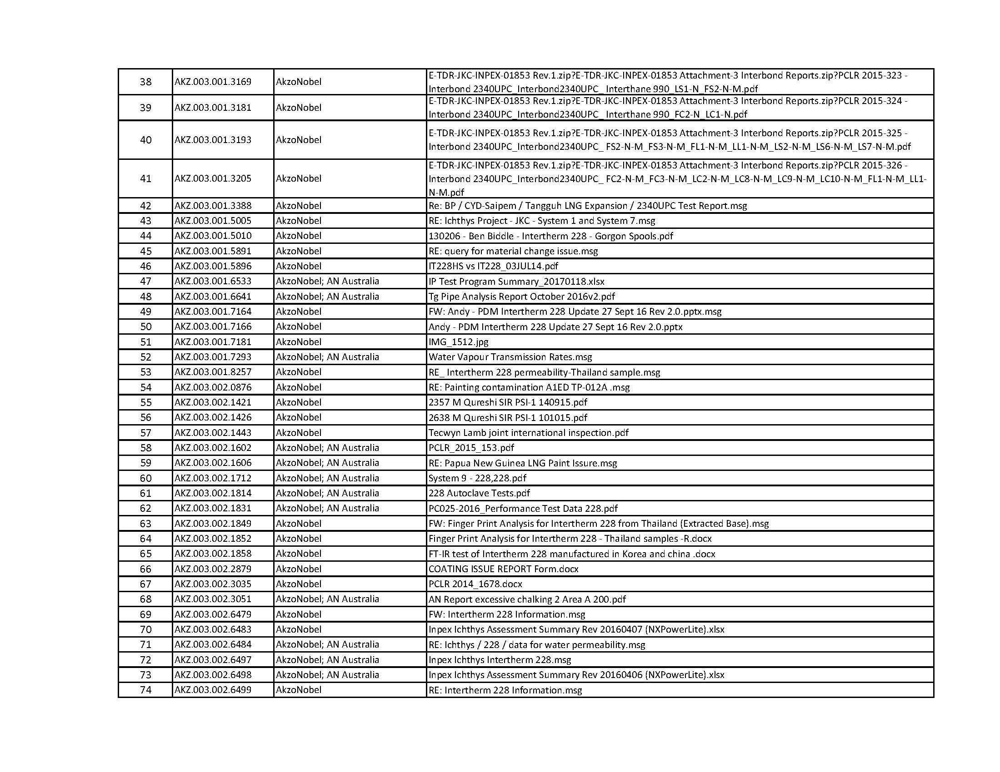 38 AKZ.003.001.3169 AkzoNobel E-TDR-JKC-INPEX-01853 Rev.1.zip?E-TDR-JKC-INPEX-01853 Attachment-3 Interbond Reports.zip?PCLR 2015-323 -
Interbond 2340UPC_Interbond2340UPC_ Interthane 990_LS1-N_FS2-N-M.pdf
39 AKZ.003.001.3181 AkzoNobel E-TDR-JKC-INPEX-01853 Rev.1.zip?E-TDR-JKC-INPEX-01853 Attachment-3 Interbond Reports.zip?PCLR 2015-324 -
Interbond 2340UPC_Interbond2340UPC_ Interthane 990_FC2-N_LC1-N.pdf
40 AKZ.003.001.3193 AkzoNobel E-TDR-JKC-INPEX-01853 Rev.1.zip?E-TDR-JKC-INPEX-01853 Attachment-3 Interbond Reports.zip?PCLR 2015-325 -
Interbond 2340UPC_Interbond2340UPC_ FS2-N-M_FS3-N-M_FL1-N-M_LL1-N-M_LS2-N-M_LS6-N-M_LS7-N-M.pdf
41 AKZ.003.001.3205 AkzoNobel E-TDR-JKC-INPEX-01853 Rev.1.zip?E-TDR-JKC-INPEX-01853 Attachment-3 Interbond Reports.zip?PCLR 2015-326 -
Interbond 2340UPC_Interbond2340UPC_ FC2-N-M_FC3-N-M_LC2-N-M_LC8-N-M_LC9-N-M_LC10-N-M_FL1-N-M_LL1-
N-M.pdf
42 AKZ.003.001.3388 AkzoNobel Re: BP / CYD-Saipem / Tangguh LNG Expansion / 2340UPC Test Report.msg
43 AKZ.003.001.5005 AkzoNobel RE: Ichthys Project - JKC - System 1 and System 7.msg
44 AKZ.003.001.5010 AkzoNobel 130206 - Ben Biddle - Intertherm 228 - Gorgon Spools.pdf
45 AKZ.003.001.5891 AkzoNobel RE: query for material change issue.msg
46 AKZ.003.001.5896 AkzoNobel IT228HS vs IT228_03JUL14.pdf
47 AKZ.003.001.6533 AkzoNobel; AN Australia IP Test Program Summary_20170118.xlsx
48 AKZ.003.001.6641 AkzoNobel; AN Australia Tg Pipe Analysis Report October 2016v2.pdf
49 AKZ.003.001.7164 AkzoNobel FW: Andy - PDM Intertherm 228 Update 27 Sept 16 Rev 2.0.pptx.msg
50 AKZ.003.001.7166 AkzoNobel Andy - PDM Intertherm 228 Update 27 Sept 16 Rev 2.0.pptx
51 AKZ.003.001.7181 AkzoNobel IMG_1512.jpg
52 AKZ.003.001.7293 AkzoNobel; AN Australia Water Vapour Transmission Rates.msg
53 AKZ.003.001.8257 AkzoNobel RE_ Intertherm 228 permeability-Thailand sample.msg
54 AKZ.003.002.0876 AkzoNobel RE: Painting contamination A1ED TP-012A .msg
55 AKZ.003.002.1421 AkzoNobel 2357 M Qureshi SIR PSI-1 140915.pdf
56 AKZ.003.002.1426 AkzoNobel 2638 M Qureshi SIR PSI-1 101015.pdf
57 AKZ.003.002.1443 AkzoNobel Tecwyn Lamb joint international inspection.pdf
58 AKZ.003.002.1602 AkzoNobel; AN Australia PCLR_2015_153.pdf
59 AKZ.003.002.1606 AkzoNobel; AN Australia RE: Papua New Guinea LNG Paint Issure.msg
60 AKZ.003.002.1712 AkzoNobel; AN Australia System 9 - 228,228.pdf
61 AKZ.003.002.1814 AkzoNobel; AN Australia 228 Autoclave Tests.pdf
62 AKZ.003.002.1831 AkzoNobel; AN Australia PC025-2016_Performance Test Data 228.pdf
63 AKZ.003.002.1849 AkzoNobel FW: Finger Print Analysis for Intertherm 228 from Thailand (Extracted Base).msg
64 AKZ.003.002.1852 AkzoNobel Finger Print Analysis for Intertherm 228 - Thailand samples -R.docx
65 AKZ.003.002.1858 AkzoNobel FT-IR test of Intertherm 228 manufactured in Korea and china .docx
66 AKZ.003.002.2879 AkzoNobel COATING ISSUE REPORT Form.docx
67 AKZ.003.002.3035 AkzoNobel PCLR 2014_1678.docx
68 AKZ.003.002.3051 AkzoNobel; AN Australia AN Report excessive chalking 2 Area A 200.pdf
69 AKZ.003.002.6479 AkzoNobel FW: Intertherm 228 Information.msg
70 AKZ.003.002.6483 AkzoNobel Inpex Ichthys Assessment Summary Rev 20160407 (NXPowerLite).xlsx
71 AKZ.003.002.6484 AkzoNobel; AN Australia RE: Ichthys / 228 / data for water permeability.msg
72 AKZ.003.002.6497 AkzoNobel; AN Australia Inpex Ichthys Intertherm 228.msg
73 AKZ.003.002.6498 AkzoNobel; AN Australia Inpex Ichthys Assessment Summary Rev 20160406 (NXPowerLite).xlsx
74 AKZ.003.002.6499 AkzoNobel RE: Intertherm 228 Information.msg